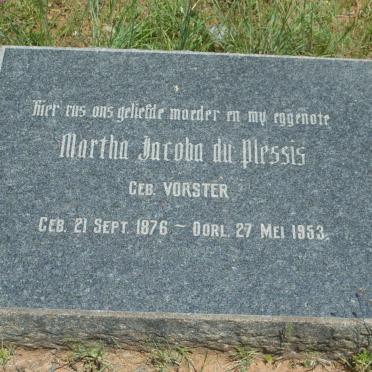 Hier rus ons geliefde moeder en my eggenote
Martha Jacoba du Plessis
GEB. VORSTER
GEB. 21 SEPT. 1876 ~ OORL. 27 MEI 1953.